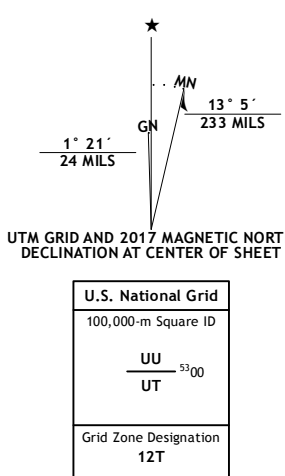 ★
MN
13° 5´
233 MILS
GN
1° 21´
24 MILS
UTM GRID AND 2017 MAGNETIC NORT
DECLINATION AT CENTER OF SHEET
U.S. National Grid
100,000-m Square ID
UU
5300
UT
Grid Zone Designation
12T